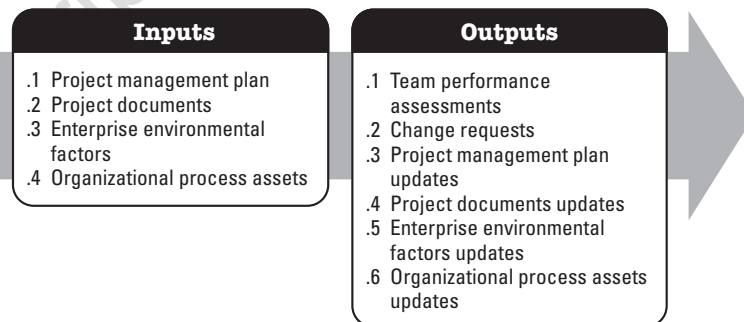 Inputs
.1 Project management plan
.2 Project documents
.3 Enterprise environmental
factors
.4 Organizational process assets
Outputs
.1 Team performance
assessments
.2 Change requests
.3 Project management plan
updates
.4 Project documents updates
.5 Enterprise environmental
factors updates
.6 Organizational process assets
updates